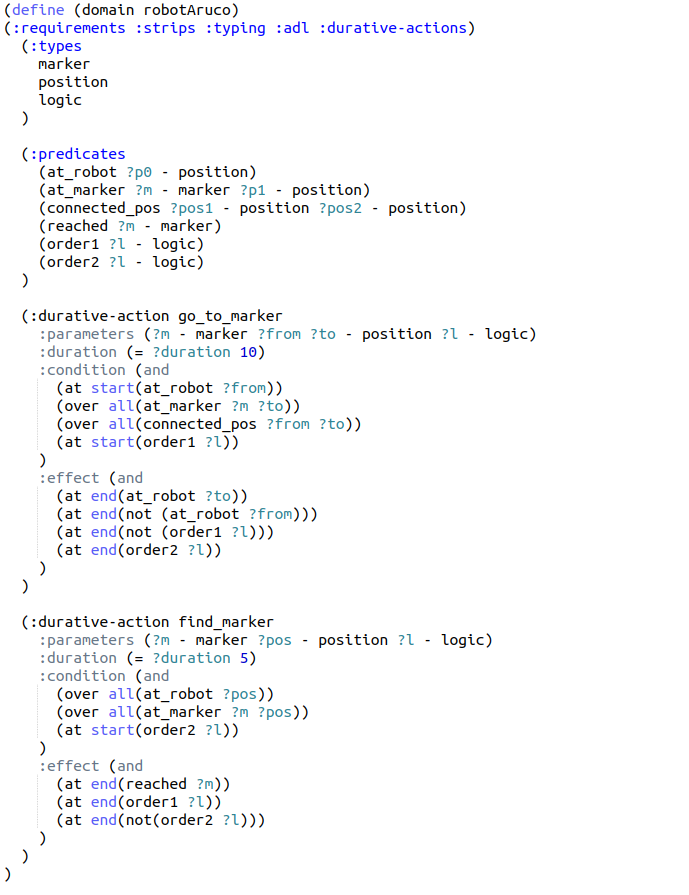 (define (domain robotAruco)
(:requirements :strips :typing :adl :durative-actions)
  (:types
    marker
    position
    logic
  )

  (:predicates
    (at_robot ?p0 - position)
    (at_marker ?m - marker ?p1 - position)
    (connected_pos ?pos1 - position ?pos2 - position)
    (reached ?m - marker)
    (order1 ?l - logic)
    (order2 ?l - logic)
  )

  (:durative-action go_to_marker
    :parameters (?m - marker ?from ?to - position ?l - logic)
    :duration (= ?duration 10)
    :condition (and
      (at start(at_robot ?from))
      (over all(at_marker ?m ?to))
      (over all(connected_pos ?from ?to))
      (at start(order1 ?l))
    )
    :effect (and
      (at end(at_robot ?to))
      (at end(not (at_robot ?from)))
      (at end(not (order1 ?l)))
      (at end(order2 ?l))
    )
  )

  (:durative-action find_marker
    :parameters (?m - marker ?pos - position ?l - logic)
    :duration (= ?duration 5)
    :condition (and
      (over all(at_robot ?pos))
      (over all(at_marker ?m ?pos))
      (at start(order2 ?l))
    )
    :effect (and
      (at end(reached ?m))
      (at end(order1 ?l))
      (at end(not(order2 ?l)))
    )
  )
)